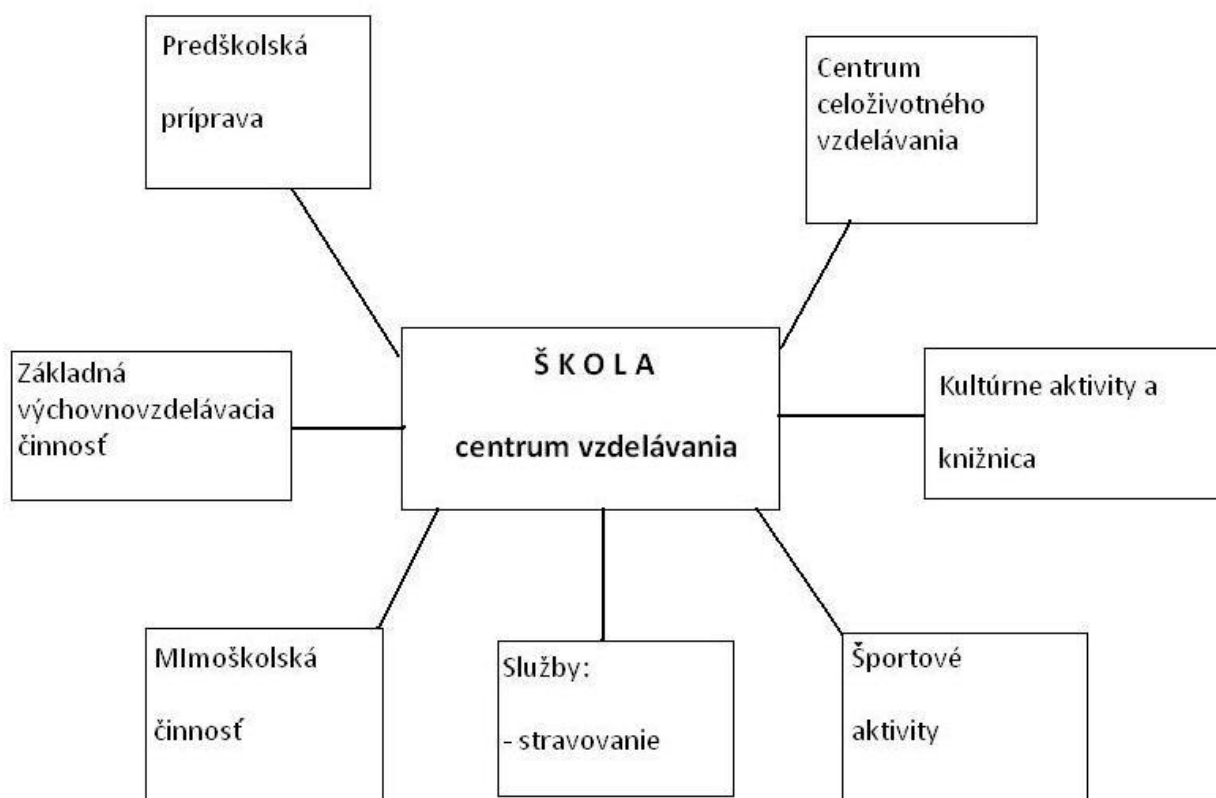 Predškolská
príprava
Centrum
celoživotného
vzdelávania
Š K O L A
centrum vzdelávania
Základná
výchovnovzdelávacia
činnosť
Kultúrne aktivity a
knižnica
MImoškolská
činnosť
Služby:
- stravovanie
Športové
aktivity